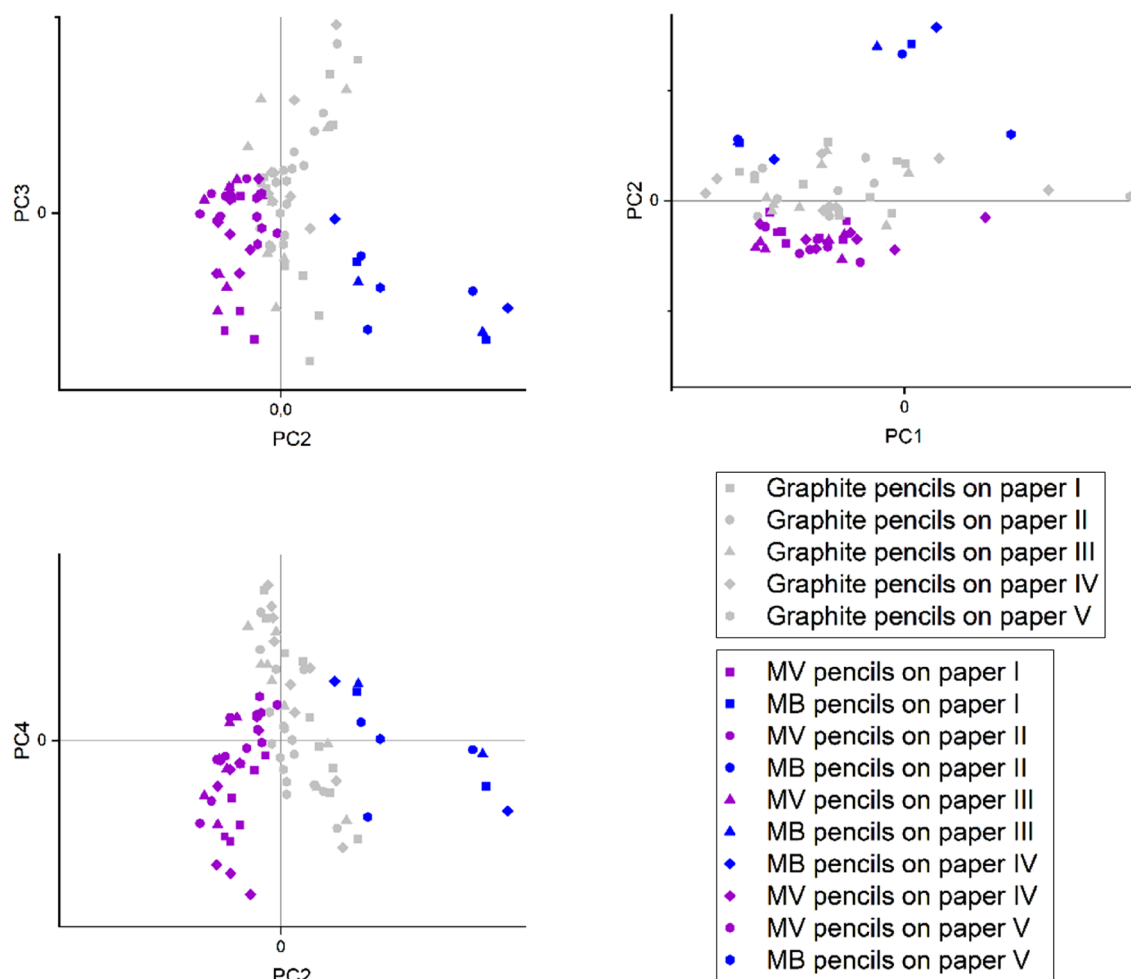 PC3
0
0,0
PC2
PC2
0
0
PC1
PC4
0
0
PC2
Graphite pencils on paper I
Graphite pencils on paper II
Graphite pencils on paper III
Graphite pencils on paper IV
Graphite pencils on paper V
MV pencils on paper I
MB pencils on paper I
MV pencils on paper II
MB pencils on paper II
MV pencils on paper III
MB pencils on paper III
MB pencils on paper IV
MV pencils on paper IV
MV pencils on paper V
MB pencils on paper V